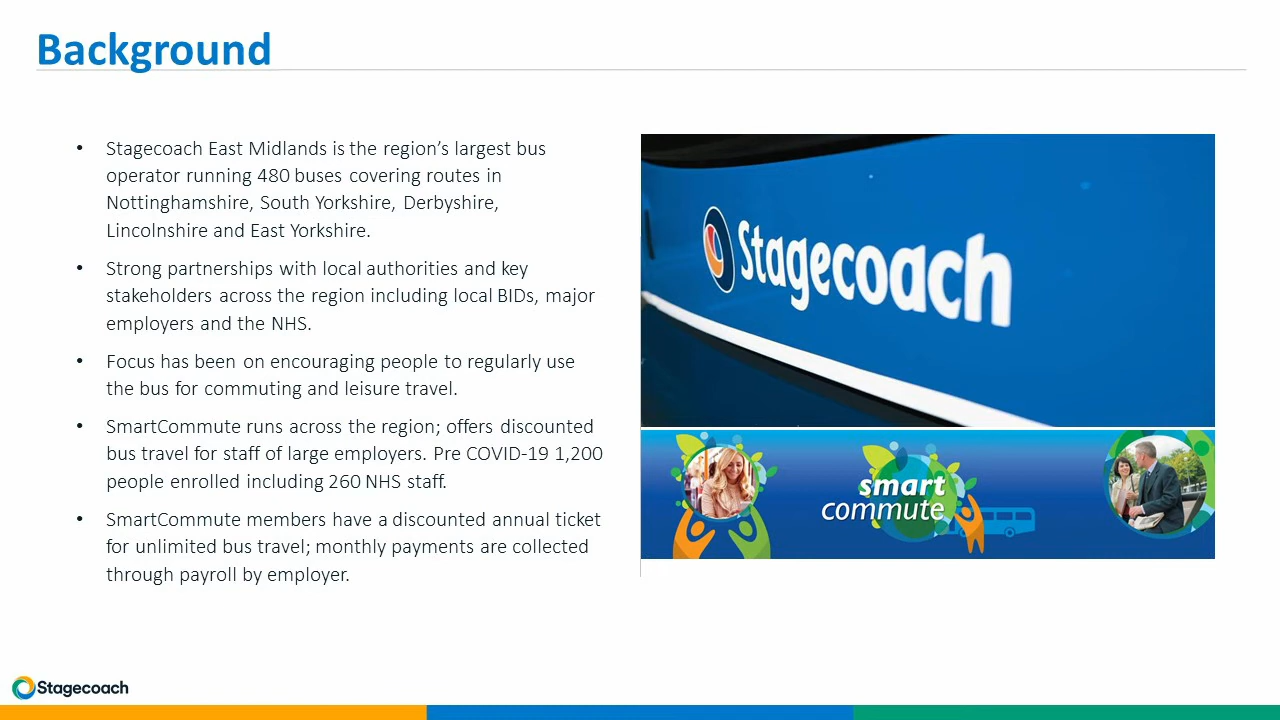 Background
• Stagecoach East Midlands is the region’s largest bus
operator running 480 buses covering routes in
Nottinghamshire, South Yorkshire, Derbyshire,
Lincolnshire and East Yorkshire.
• Strong partnerships with local authorities and key
stakeholders across the region including local BIDs, major
employers and the NHS.
• Focus has been on encouraging people to regularly use
the bus for commuting and leisure travel.
• SmartCommute runs across the region; offers discounted
bus travel for staff of large employers. Pre COVID-19 1,200
people enrolled including 260 NHS staff.
• SmartCommute members have a discounted annual ticket
for unlimited bus travel; monthly payments are collected
through payroll by employer.
Stagecoach
smart
commute
Stagecoach